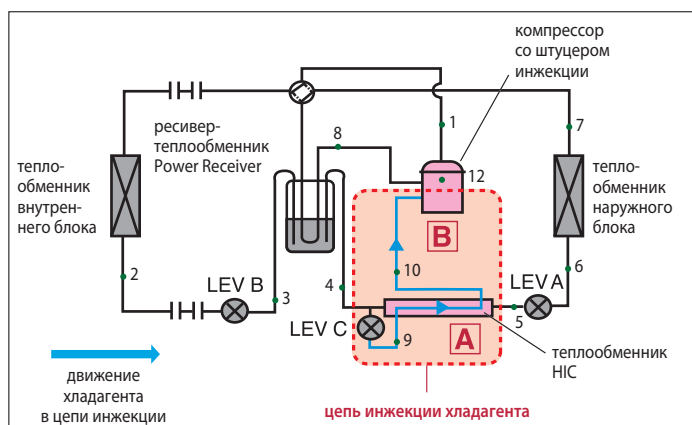 компрессор
со штуцером
инжекции
1
7
8
ресивер-
теплообменник
Power Receiver
тепло-
обменник
внутрен-
него блока
12
тепло-
обменник
наружного
блока
B
2
10
6
LEV B
3
4
LEV A
LEV C
5
9
A
теплообменник
HIC
движение
хладагента
в цепи инжекции
цепь инжекции хладагента